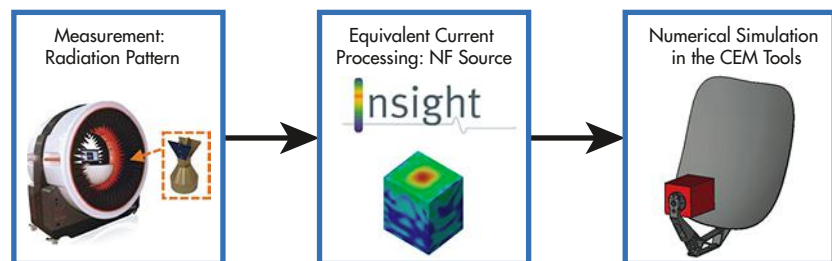 Measurement:
Radiation Pattern
Equivalent Current
Processing: NF Source
Insight
Numerical Simulation
in the CEM Tools